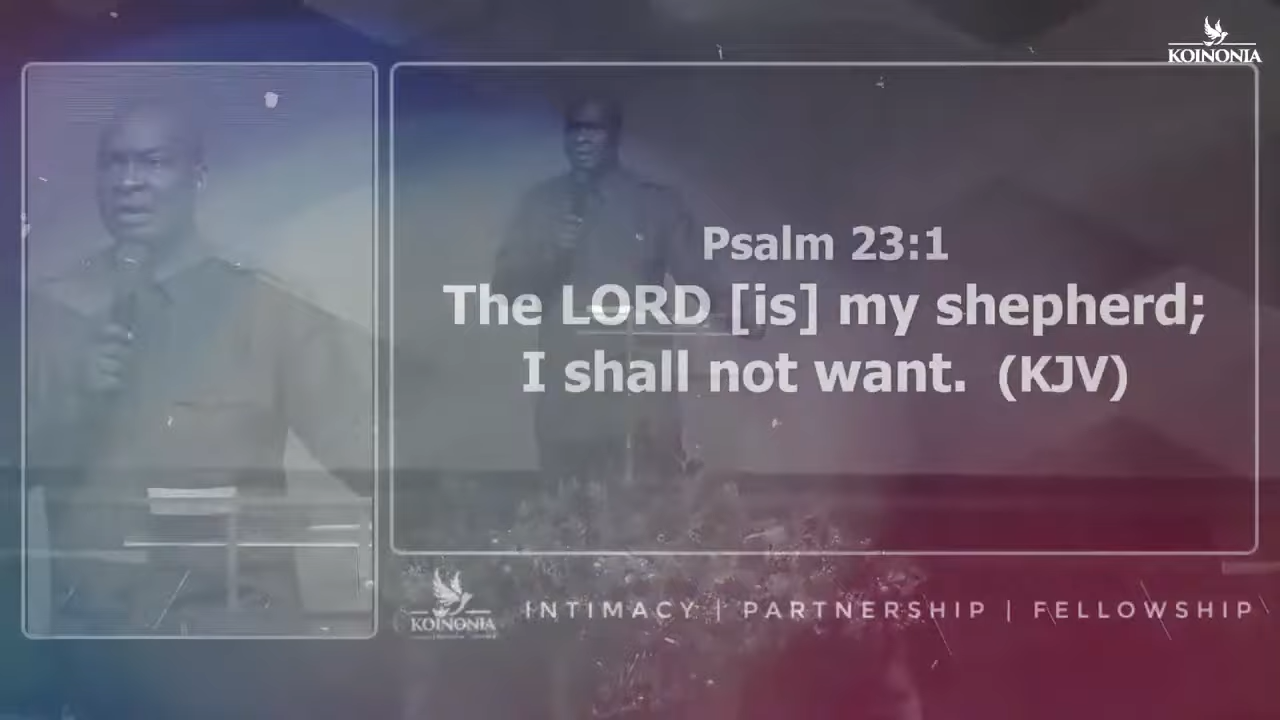 KOINONIA
Psalm 23:1
The LORD [is] my shepherd;
I shall not want. (KJV)
KOINONIA
INTIMACY | PARTNERSHIP | FELLOWSHIP